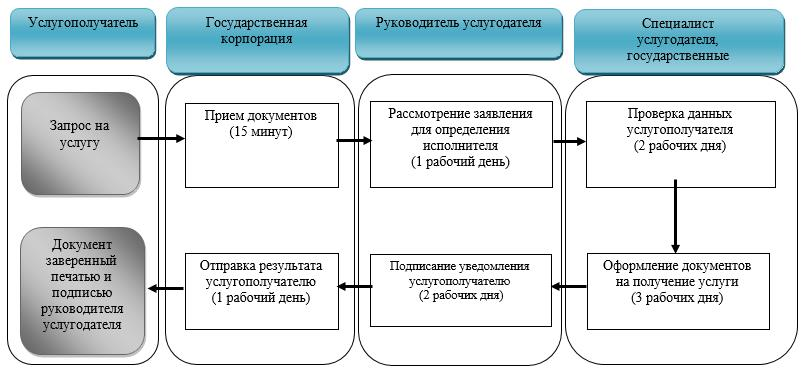 Услугополучатель
Государственная
корпорация
Руководитель услугодателя
Специалист
услугодателя,
государственные
Запрос на
услугу
Прием документов
(15 минут)
Рассмотрение заявления
для определения
исполнителя
(1 рабочий день)
Проверка данных
услугополучателя
(2 рабочих дня)
Документ
заверенный
печатью и
подписью
руководителя
услугодателя
Отправка результата
услугополучателю
(1 рабочий день)
Подписание уведомления
услугополучателю
(2 рабочих дня)
Оформление документов
на получение услуги
(3 рабочих дня)